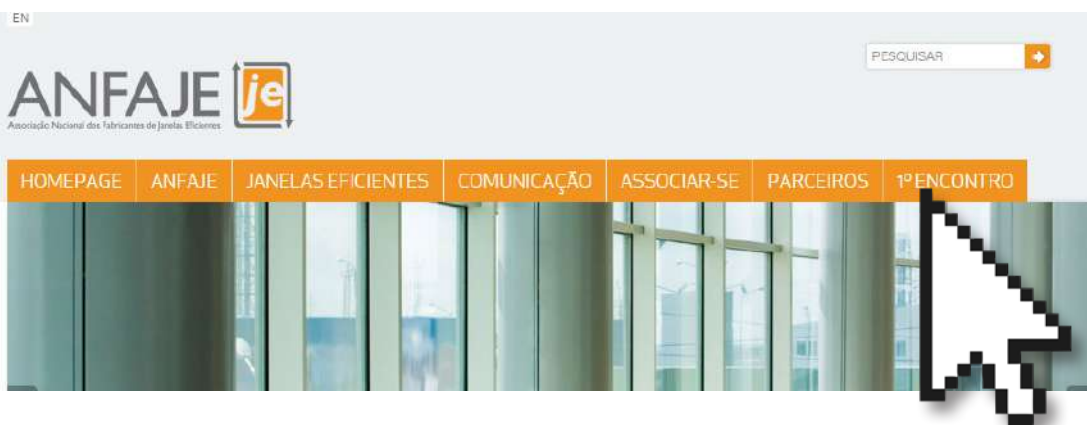 EN
PESQUISAR
ANFAJE je
Associação Nacional dos Fabricantes de Janelas Eficientes
HOMEPAGE ANFAJE JANELAS EFICIENTES COMUNICAÇÃO ASSOCIAR-SE PARCEIROS 1º ENCONTRO